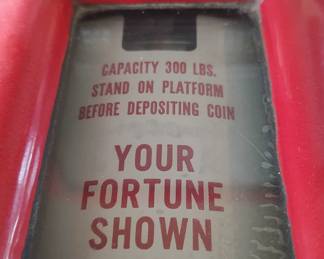 CAPACITY 300 LBS.
STAND ON PLATFORM
BEFORE DEPOSITING COIN
YOUR
FORTUNE
SHOWN